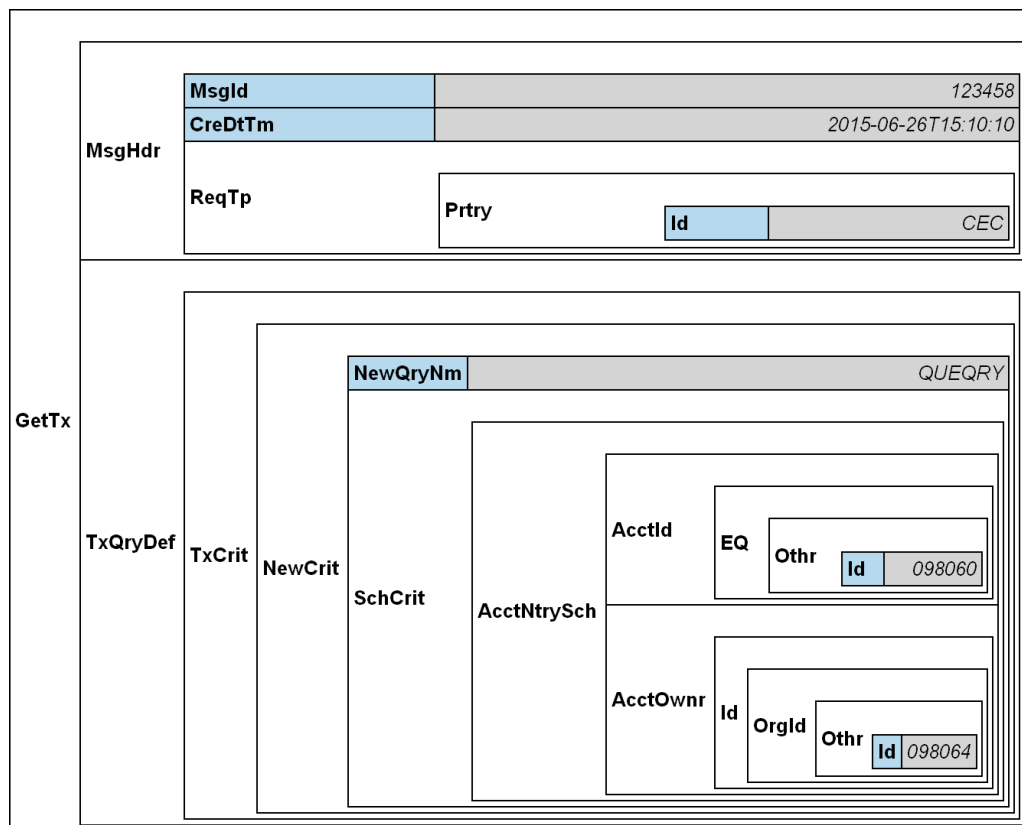 MsgId 123458
CreDtTm 2015-06-26T15:10:10
MsgHdr
ReqTp
Prtry
Id CEC
NewQryNm QUEQRY
GetTx
AcctId
EQ
Othr
Id 098060
TxQryDef
TxCrit
NewCrit
SchCrit
AcctNtrySch
AcctOwnr
Id
OrgId
Othr
Id 098064